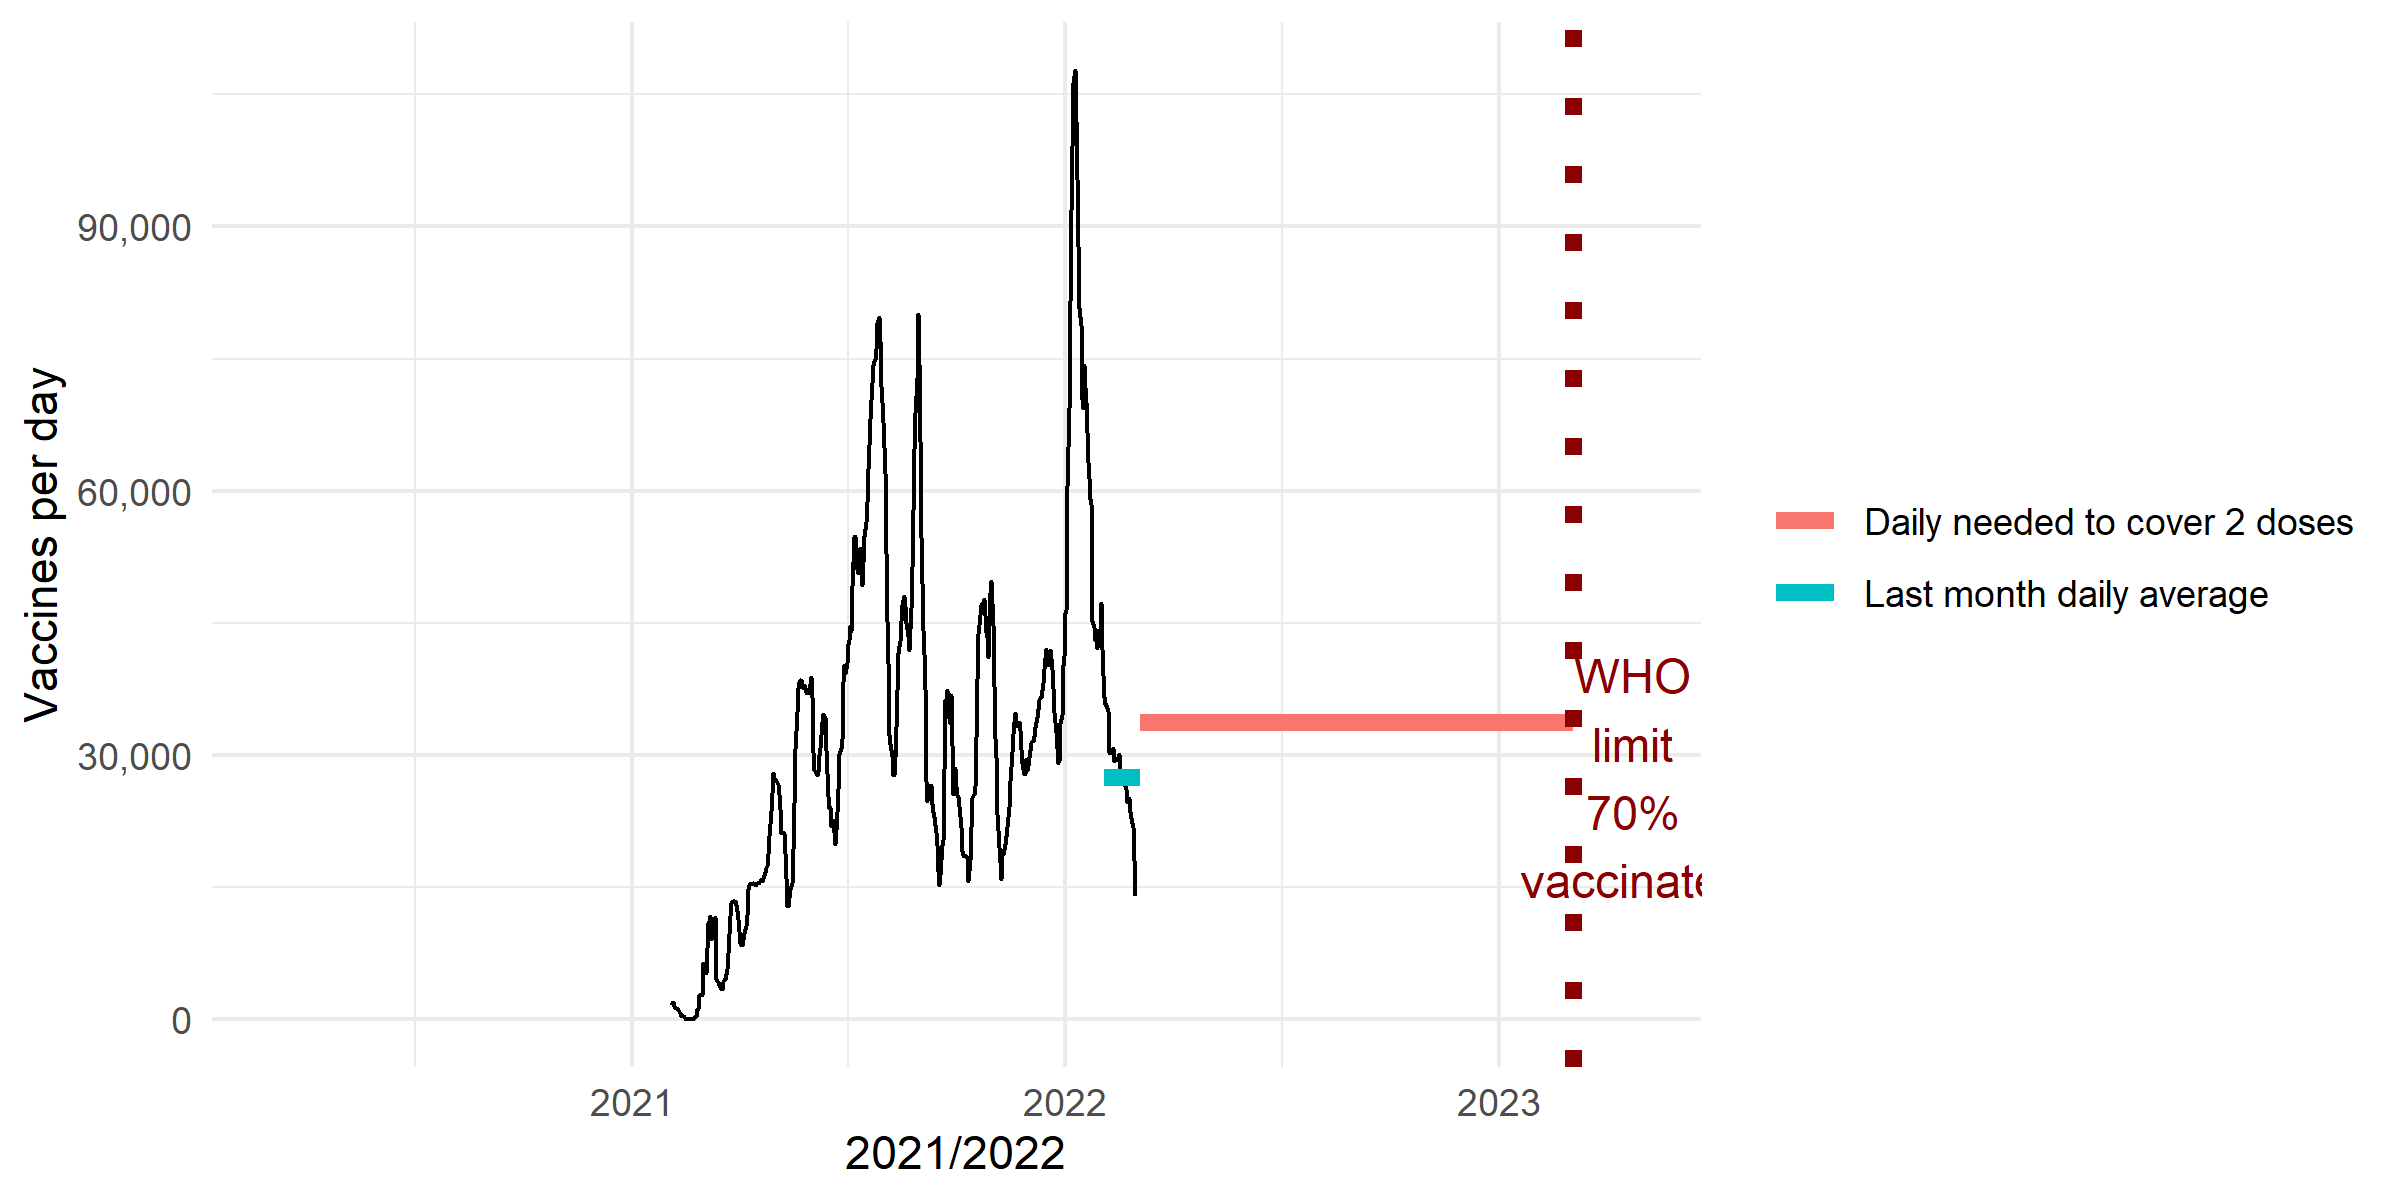 Vaccines per day
90,000
60,000
30,000
0
2021
2022
2023
2021/2022
WHO
limit
70%
vaccinate
Daily needed to cover 2 doses
Last month daily average